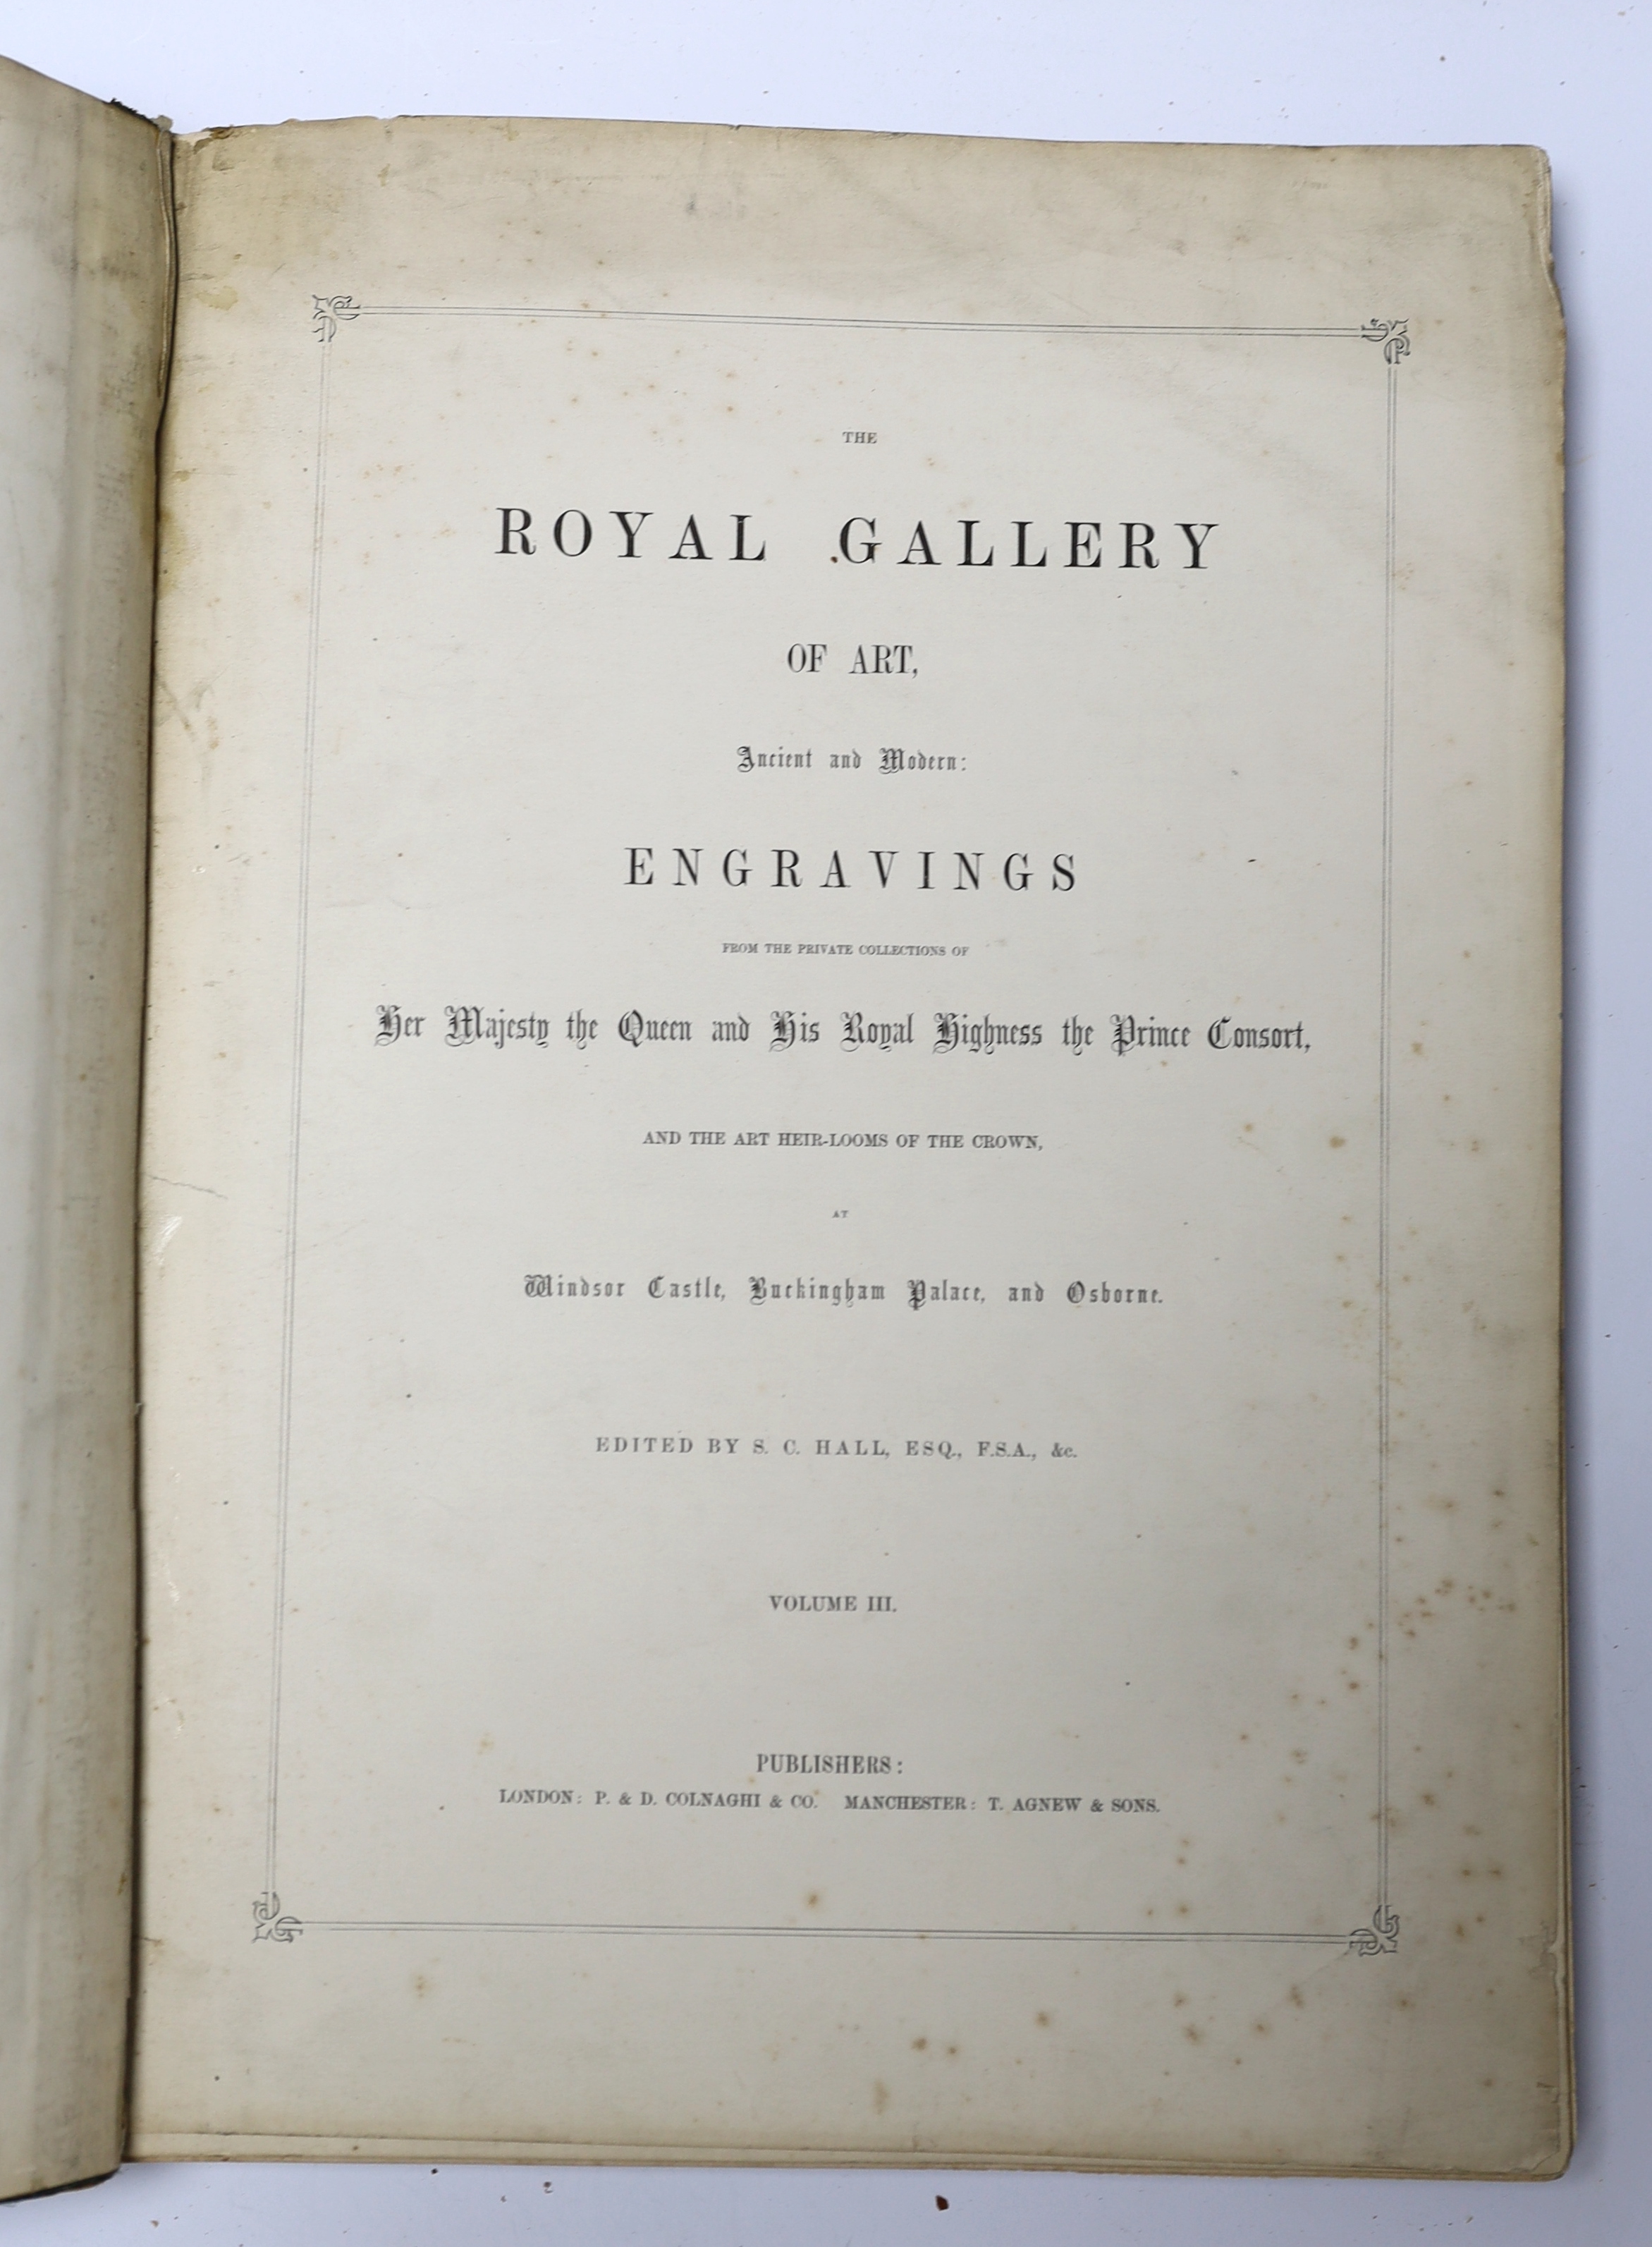 THE
ROYAL GALLERY
OF ART,
Ancient and Modern:
ENGRAVINGS
FROM THE PRIVATE COLLECTIONS OF
Her Majesty the Queen and His Royal Highness the Prince Consort,
AND THE ART HEIR-LOOMS OF THE CROWN,
AT
Windsor Castle, Buckingham Palace, and Osborne.
EDITED BY S. C. HALL, ESQ., F.S.A., &c.
VOLUME III.
PUBLISHERS:
LONDON: P. & D. COLNAGHI & CO. MANCHESTER: T. AGNEW & SONS.